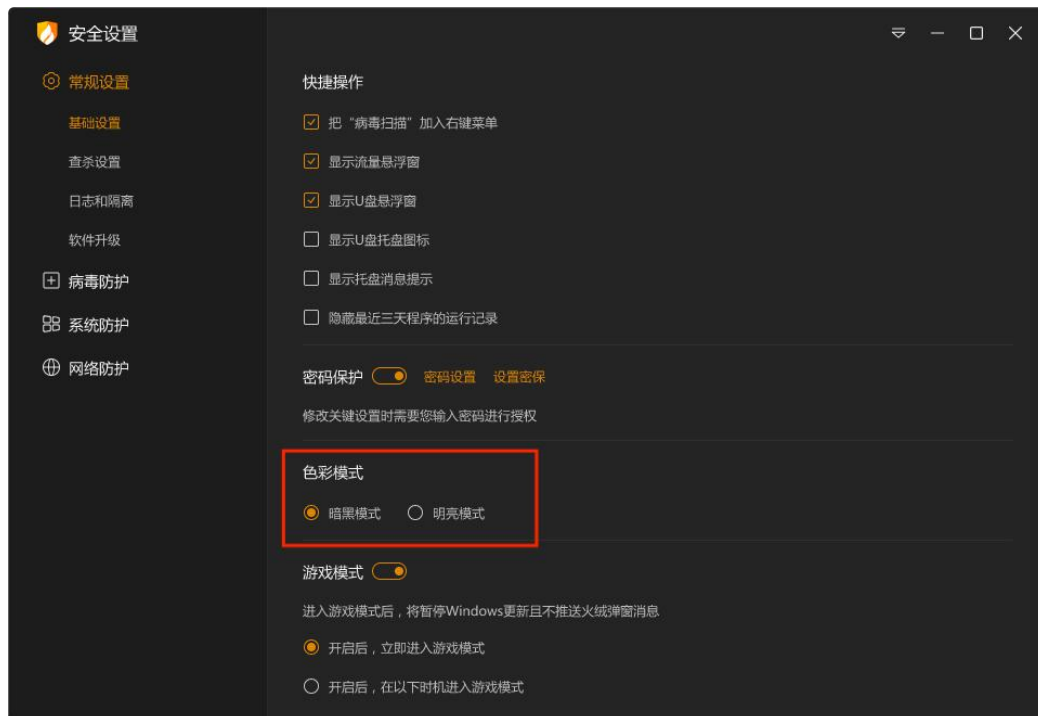 安全设置
常规设置
基础设置
查杀设置
日志和隔离
软件升级
病毒防护
系统防护
网络防护
快捷操作
把“病毒扫描”加入右键菜单
显示流量悬浮窗
显示U盘悬浮窗
显示U盘托盘图标
显示托盘消息提示
隐藏最近三天程序的运行记录
密码保护 密码设置 设置密保
修改关键设置时需要您输入密码进行授权
色彩模式
暗黑模式 明亮模式
游戏模式
进入游戏模式后，将暂停Windows更新且不推送火绒弹窗消息
开启后，立即进入游戏模式
开启后，在以下时机进入游戏模式